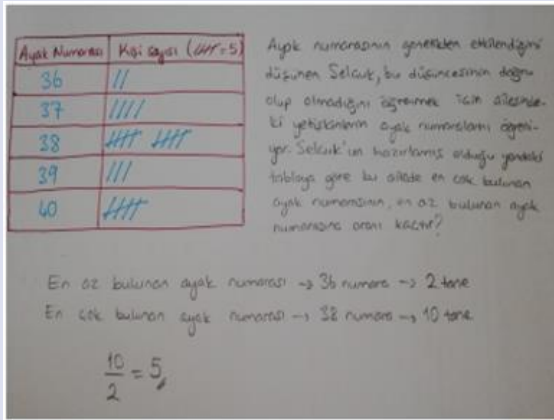 Ayak Numarası Kişi sayısı (𝍸=5)
36 //
37 ////
38 𝍸 𝍸
39 ///
40 𝍸
Ayak numarasının genetikten etkilendiğini
düşünen Selcuk, bu düşüncesinin doğru
olup olmadığını öğrenmek için ailesinde-
ki yetişkinlerin ayak numaralarını öğreni-
yor. Selcuk'un hazırlamış olduğu yandaki
tabloya göre bu ailede en çok bulunan
ayak numarasının, en az bulunan ayak
numarasına oranı kaçtır?
En az bulunan ayak numarası → 36 numara → 2 tane
En çok bulunan ayak numarası → 38 numara → 10 tane
10/2 = 5